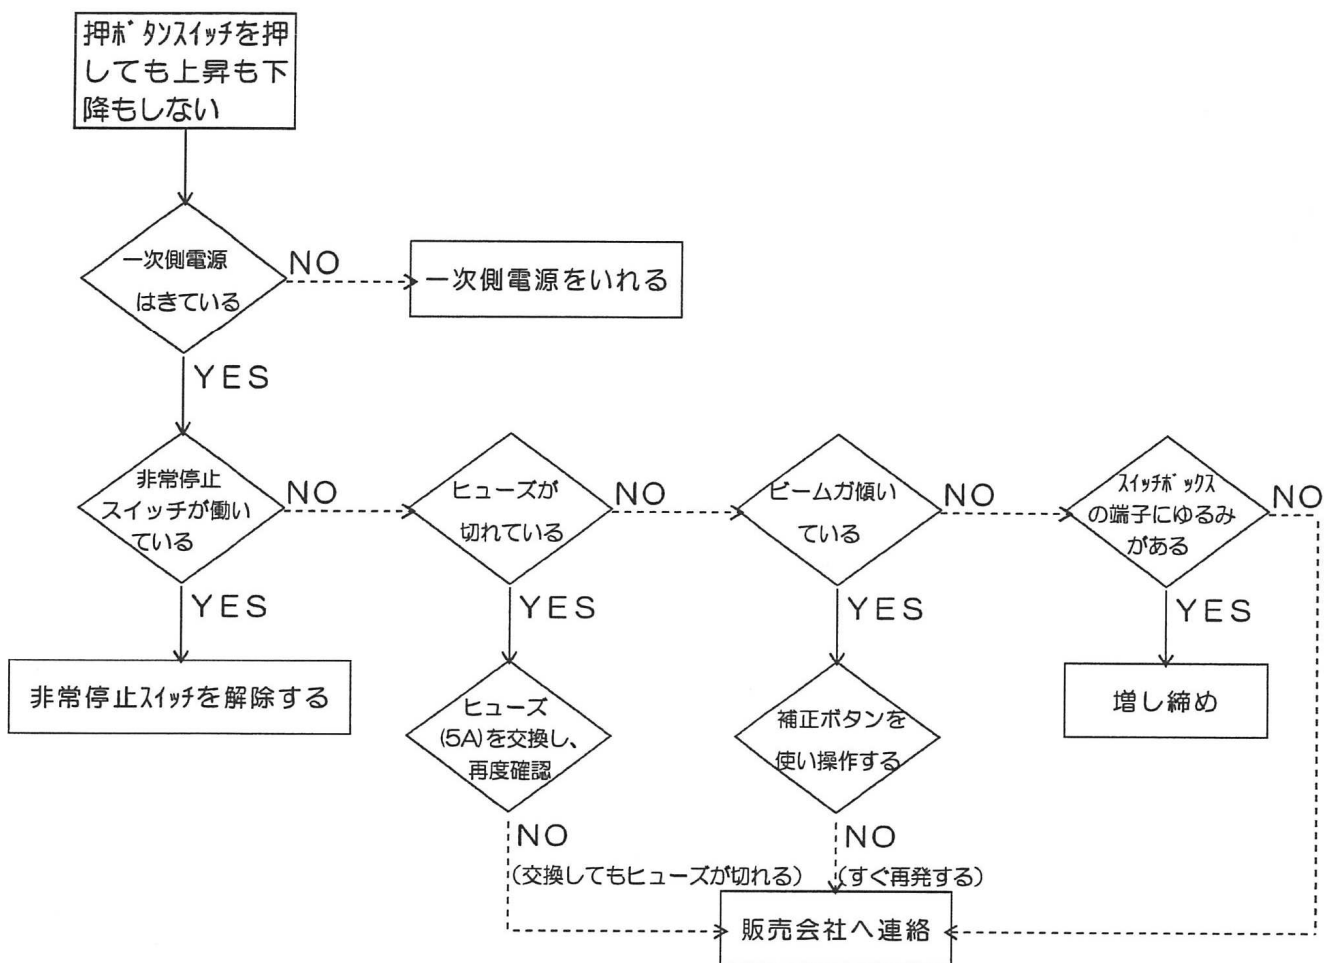 押ﾎﾞﾀﾝｽｲｯﾁを押
しても上昇も下
降もしない
一次側電源
はきている
NO
一次側電源をいれる
YES
非常停止
スイッチが働い
ている
NO
ヒューズが
切れている
NO
ビームガ傾い
ている
NO
ｽｲｯﾁﾎﾞｯｸｽ
の端子にゆるみ
がある
NO
YES
YES
YES
YES
非常停止ｽｲｯﾁを解除する
ヒューズ
(5A)を交換し、
再度確認
補正ボタンを
使い操作する
増し締め
NO
(交換してもヒューズが切れる)
NO
(すぐ再発する)
販売会社へ連絡